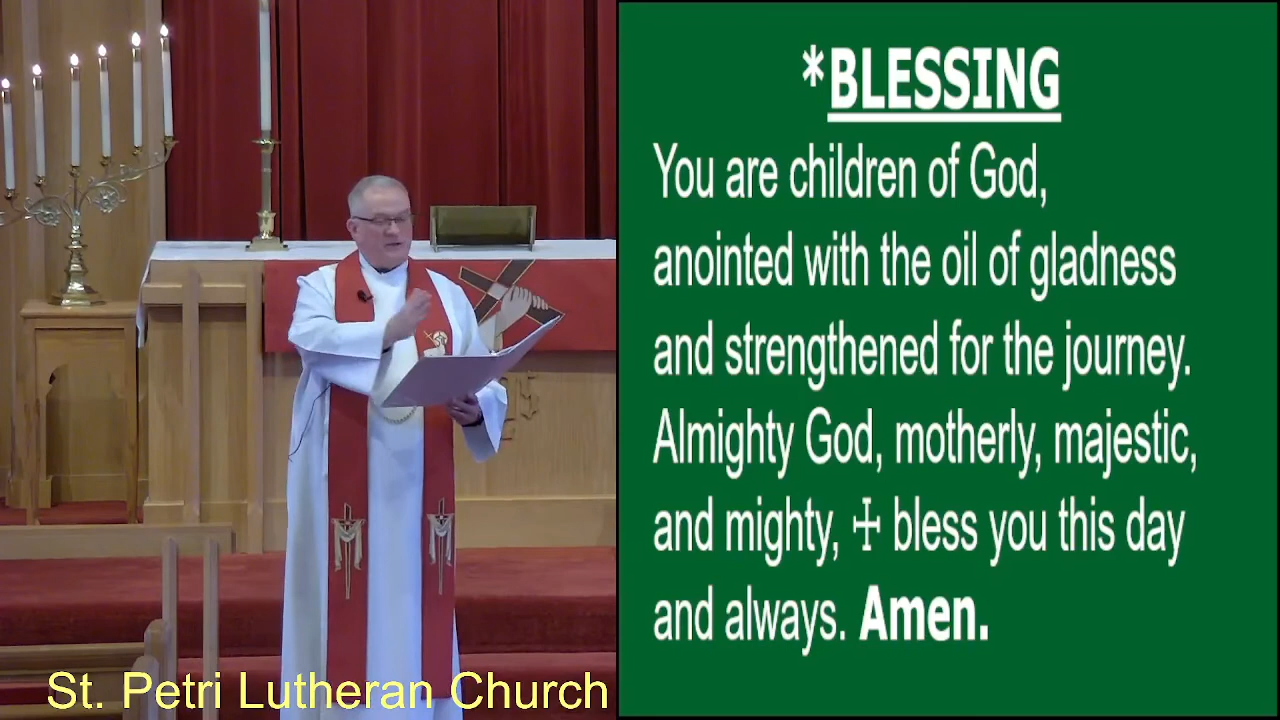 *BLESSING
You are children of God,
anointed with the oil of gladness
and strengthened for the journey.
Almighty God, motherly, majestic,
and mighty, ☩ bless you this day
and always. Amen.
St. Petri Lutheran Church